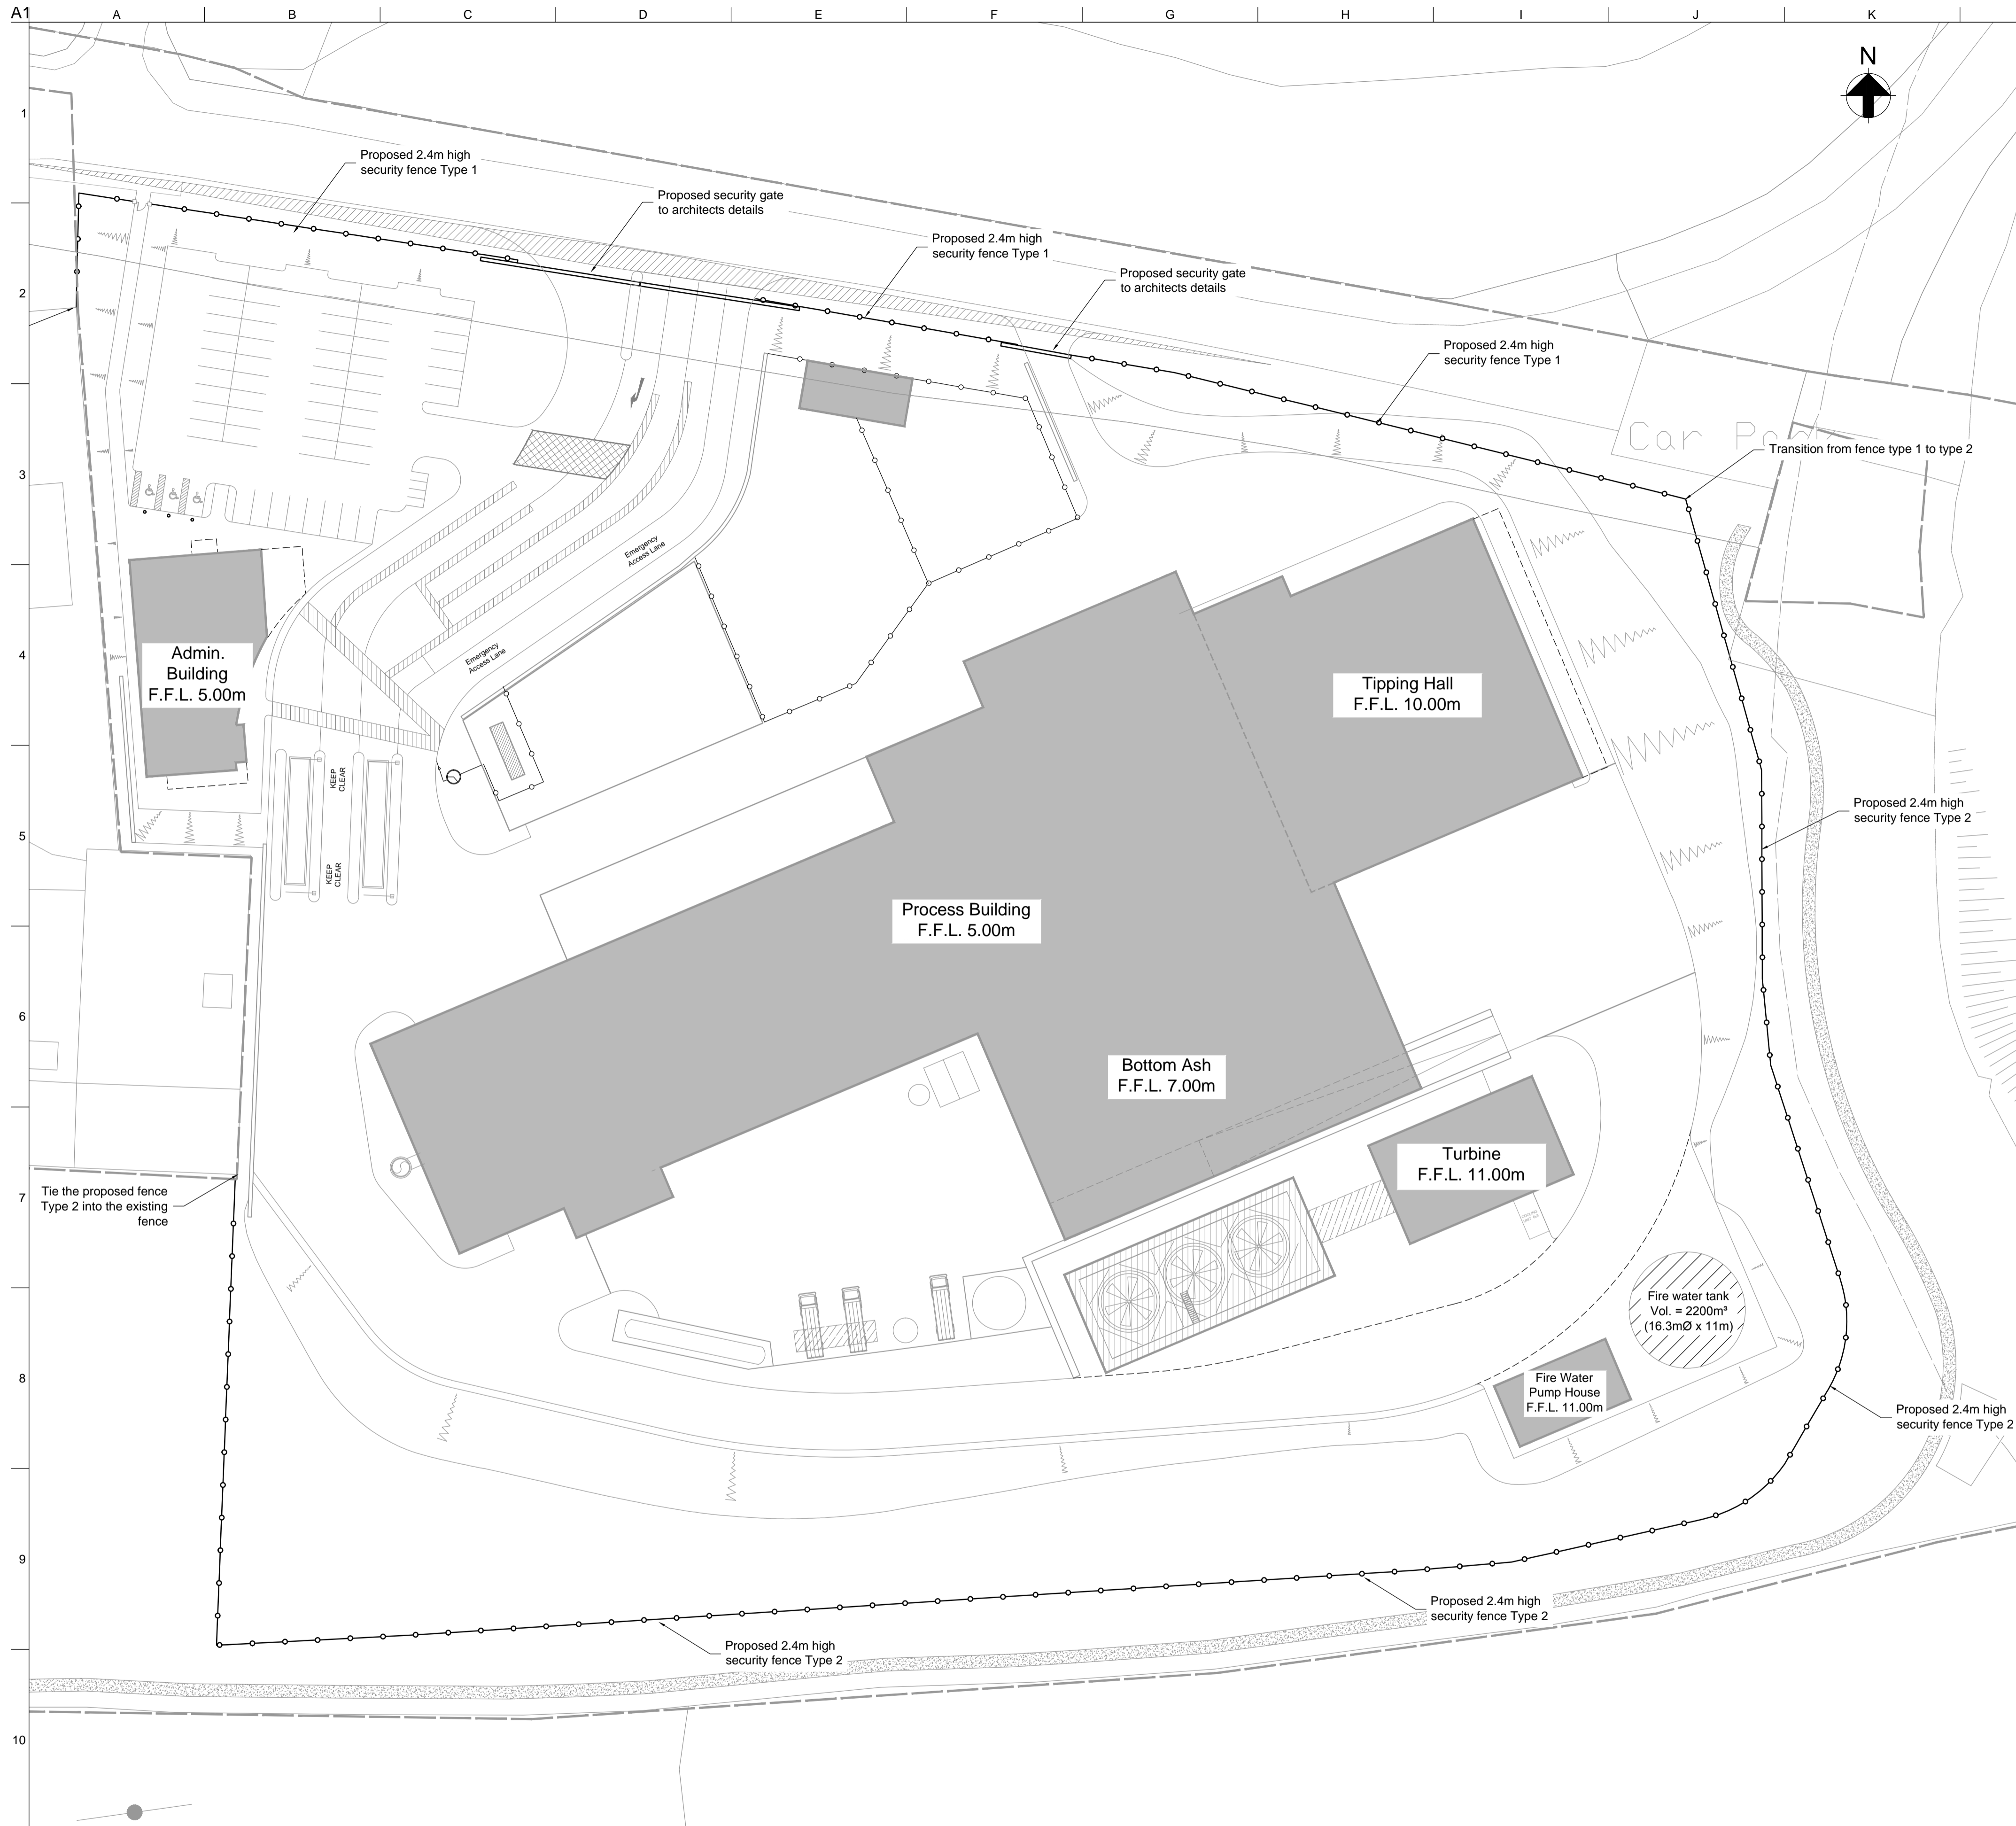 A1
A
B
C
D
E
F
G
H
I
J
K
N
1
Proposed 2.4m high
security fence Type 1
Proposed security gate
to architects details
Proposed 2.4m high
security fence Type 1
Proposed security gate
to architects details
2
Proposed 2.4m high
security fence Type 1
Car Park
Transition from fence type 1 to type 2
3
Emergency
Access Lane
Emergency
Access Lane
4
Admin.
Building
F.F.L. 5.00m
Tipping Hall
F.F.L. 10.00m
KEEP
CLEAR
KEEP
CLEAR
Proposed 2.4m high
security fence Type 2
5
Process Building
F.F.L. 5.00m
6
Bottom Ash
F.F.L. 7.00m
Turbine
F.F.L. 11.00m
7
Tie the proposed fence
Type 2 into the existing
fence
Fire water tank
Vol. = 2200m³
(16.3mØ x 11m)
8
Fire Water
Pump House
F.F.L. 11.00m
Proposed 2.4m high
security fence Type 2
9
Proposed 2.4m high
security fence Type 2
Proposed 2.4m high
security fence Type 2
10